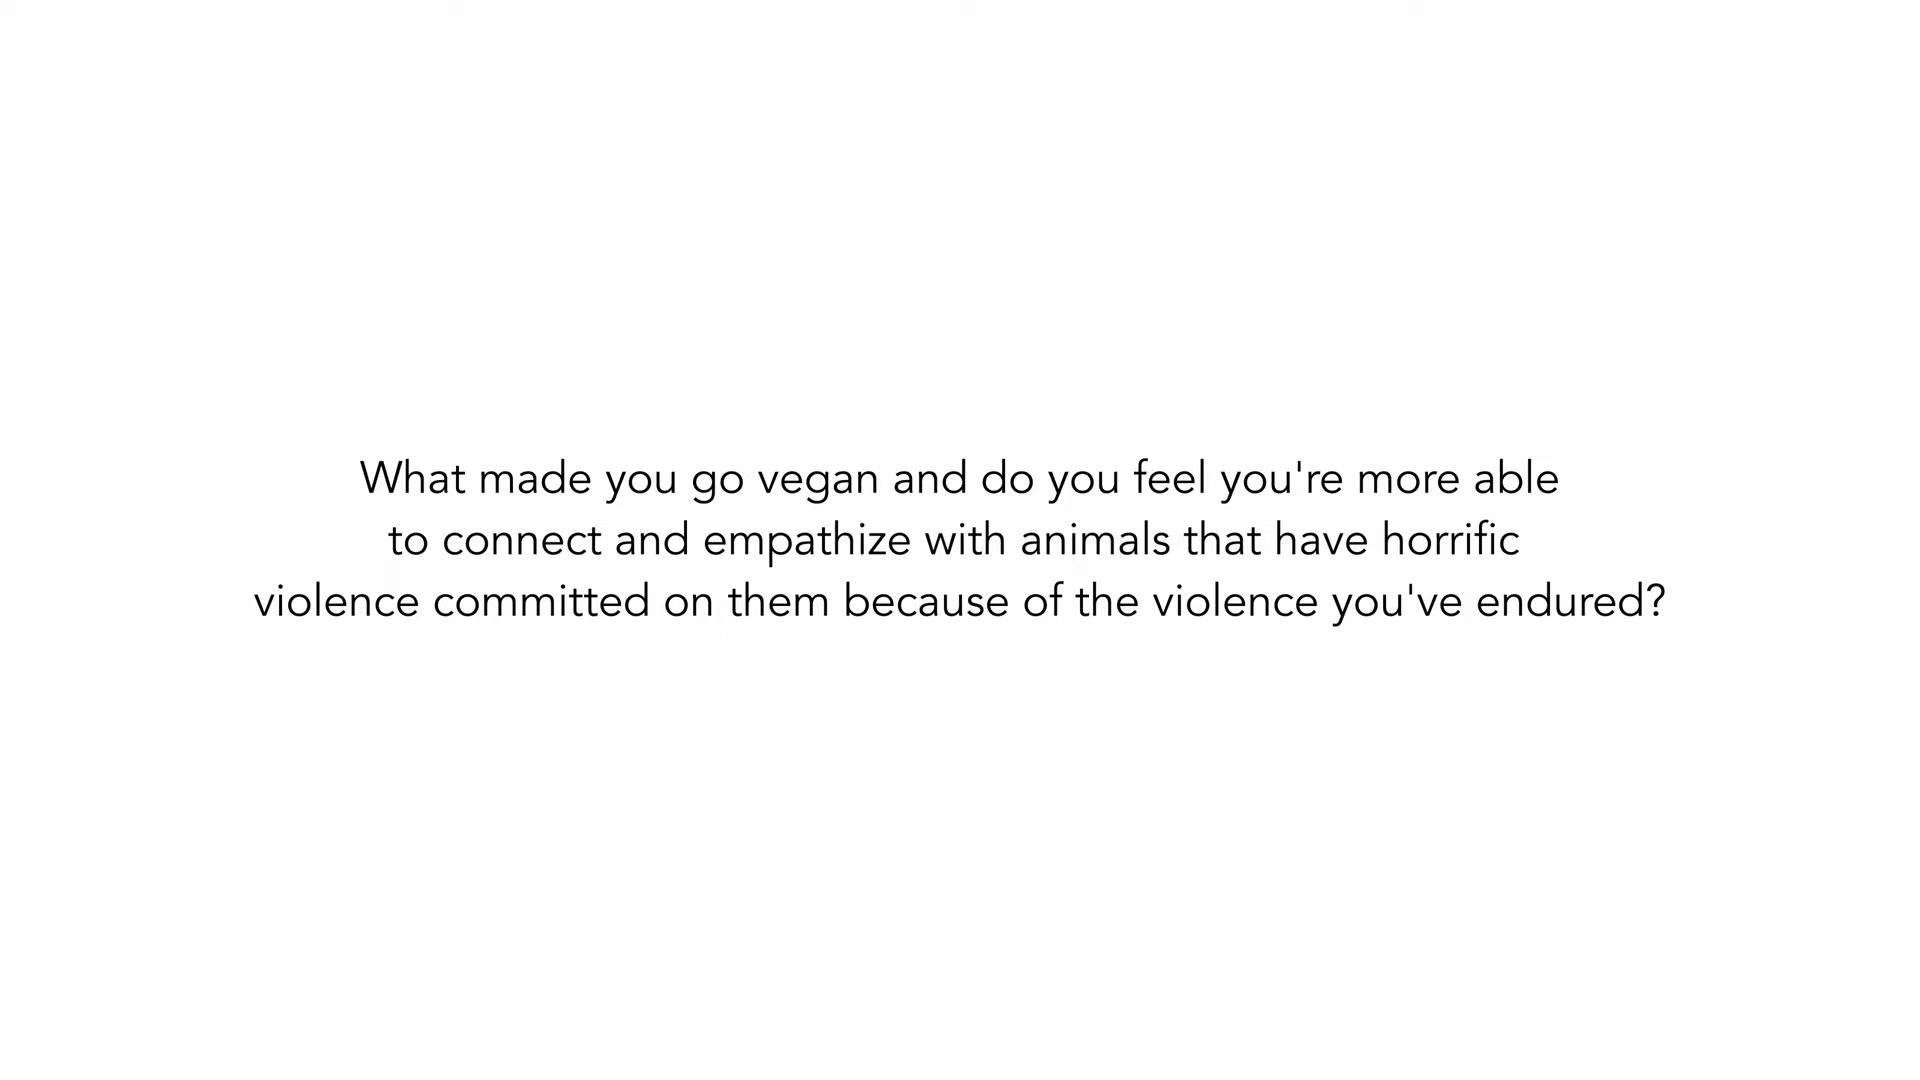 What made you go vegan and do you feel you're more able
to connect and empathize with animals that have horrific
violence committed on them because of the violence you've endured?